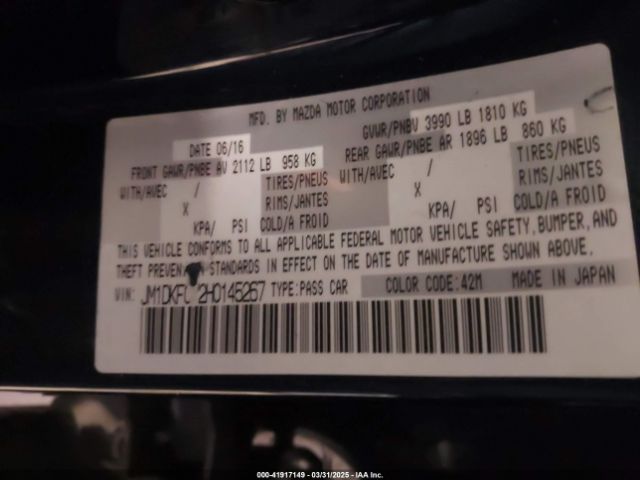 MFD. BY MAZDA MOTOR CORPORATION
DATE 06/16
GVWR/PNBV 3990 LB 1810 KG
FRONT GAWR/PNBE AV 2112 LB 958 KG
REAR GAWR/PNBE AR 1896 LB 860 KG
WITH/AVEC / TIRES/PNEUS
WITH/AVEC / TIRES/PNEUS
X RIMS/JANTES
X RIMS/JANTES
KPA/ PSI COLD/A FROID
KPA/ PSI COLD/A FROID
THIS VEHICLE CONFORMS TO ALL APPLICABLE FEDERAL MOTOR VEHICLE SAFETY,BUMPER,AND
THEFT STANDARDS IN EFFECT ON THE DATE OF MANUFACTURE SHOWN ABOVE.
VIN: 2H0145267 TYPE:PASS CAR COLOR CODE:42M MADE IN JAPAN
000-41917149 - 03/31/2025 - IAA Inc.